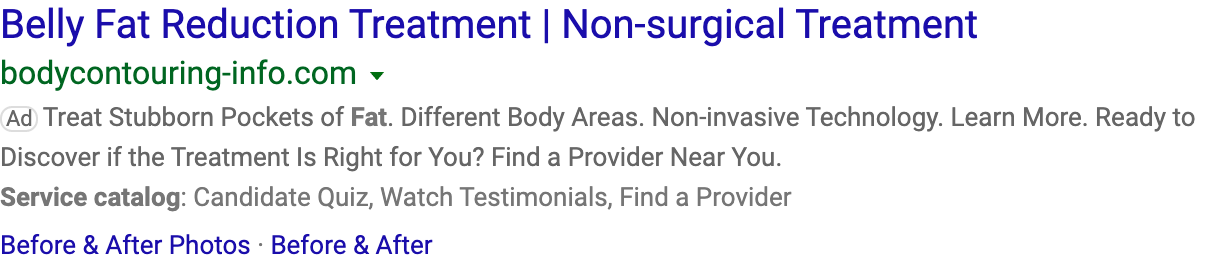 Belly Fat Reduction Treatment | Non-surgical Treatment
bodycontouring-info.com
Ad Treat Stubborn Pockets of Fat. Different Body Areas. Non-invasive Technology. Learn More. Ready to
Discover if the Treatment Is Right for You? Find a Provider Near You.
Service catalog: Candidate Quiz, Watch Testimonials, Find a Provider
Before & After Photos · Before & After